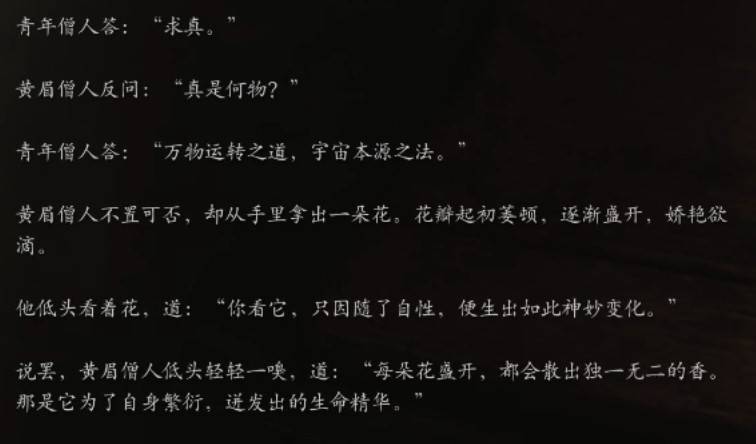 青年僧人答：“求真。”
黄眉僧人反问：“真是何物？”
青年僧人答：“万物运转之道，宇宙本源之法。”
黄眉僧人不置可否，却从手里拿出一朵花。花瓣起初萎顿，逐渐盛开，娇艳欲
滴。
他低头看着花，道：“你看它，只因随了自性，便生出如此神妙变化。”
说罢，黄眉僧人低头轻轻一嗅，道：“每朵花盛开，都会散出独一无二的香。
那是它为了自身繁衍，迸发出的生命精华。”